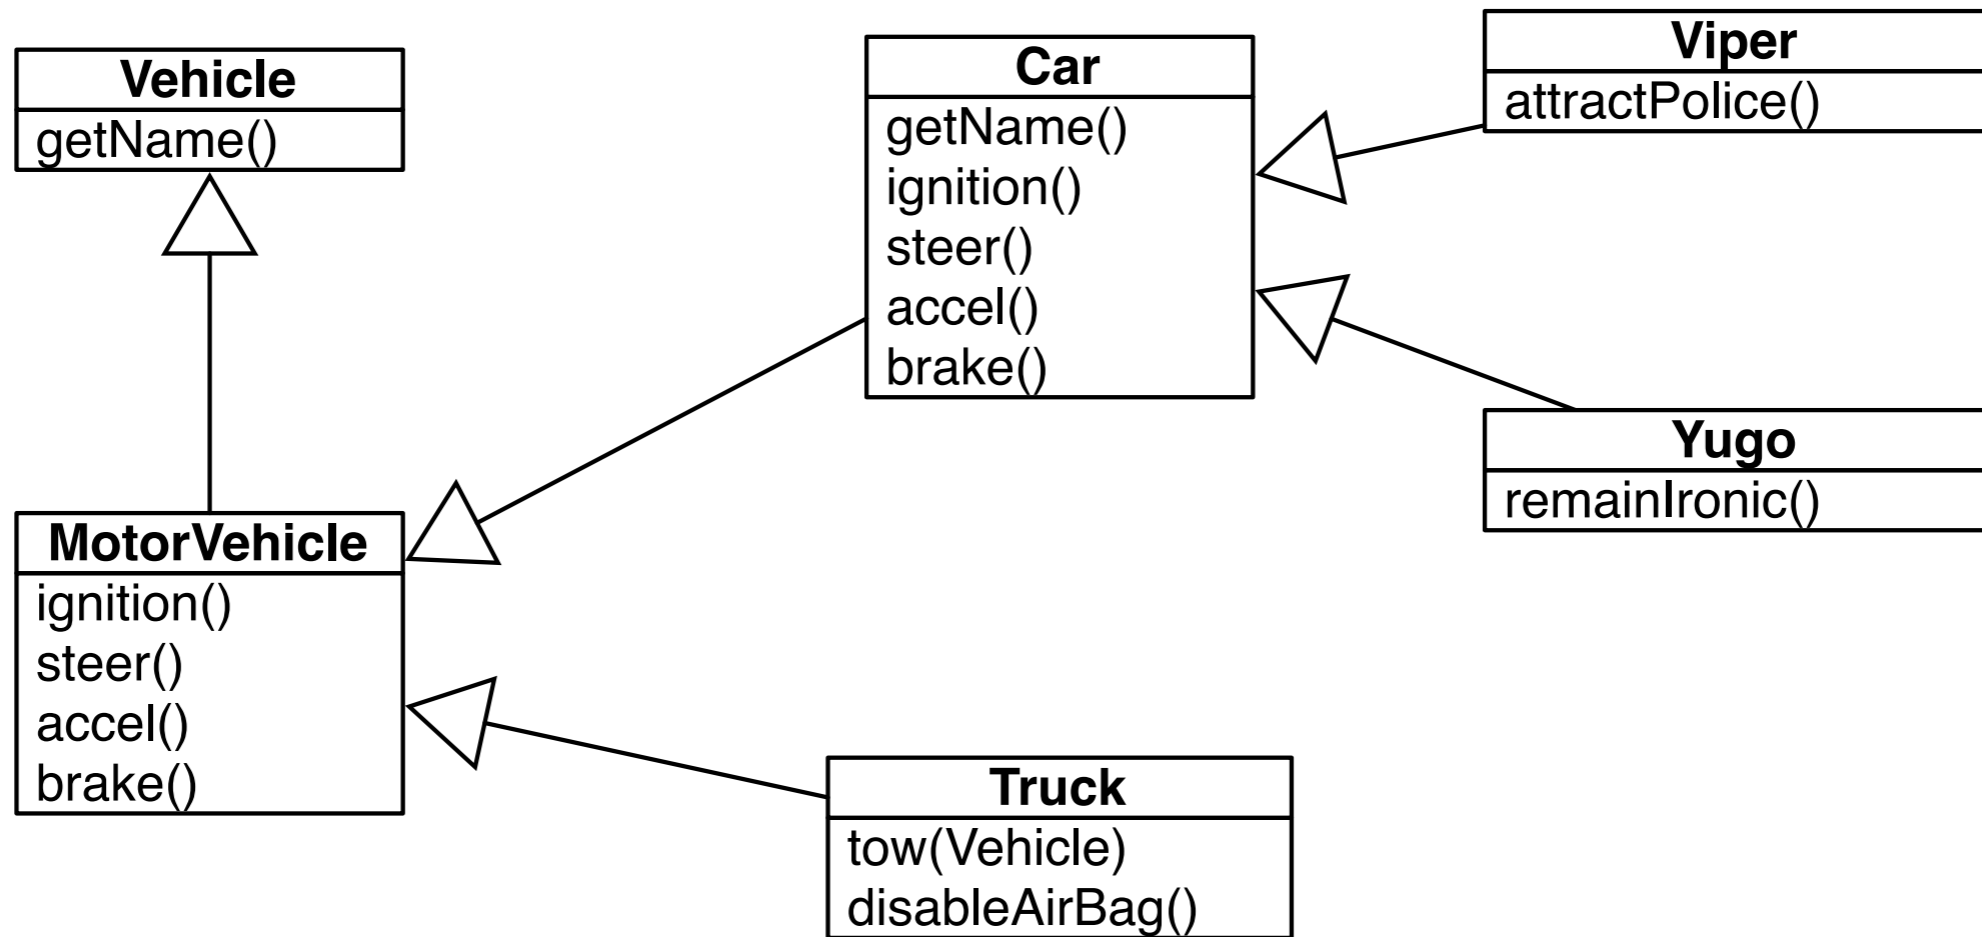 Vehicle
getName()
MotorVehicle
ignition()
steer()
accel()
brake()
Car
getName()
ignition()
steer()
accel()
brake()
Truck
tow(Vehicle)
disableAirBag()
Viper
attractPolice()
Yugo
remainIronic()